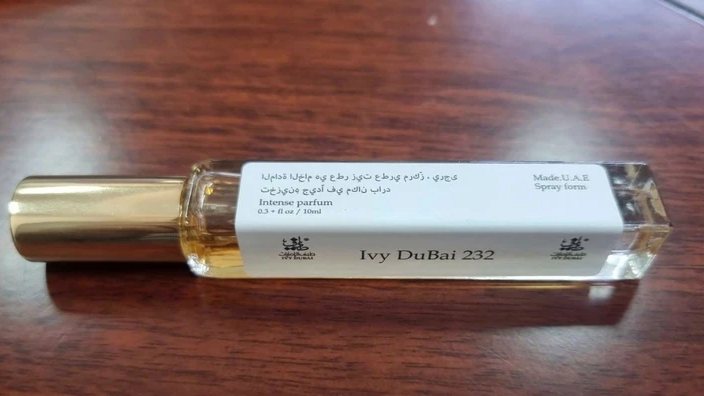 المادة الخام هي عطر زيت عطري مركز ، يرجى
تخزينه جيداً في مكان بارد
Intense parfum
0.3 + fl oz / 10ml
Made.U.A.E
Spray form
IVY DUBAI
Ivy DuBai 232
IVY DUBAI